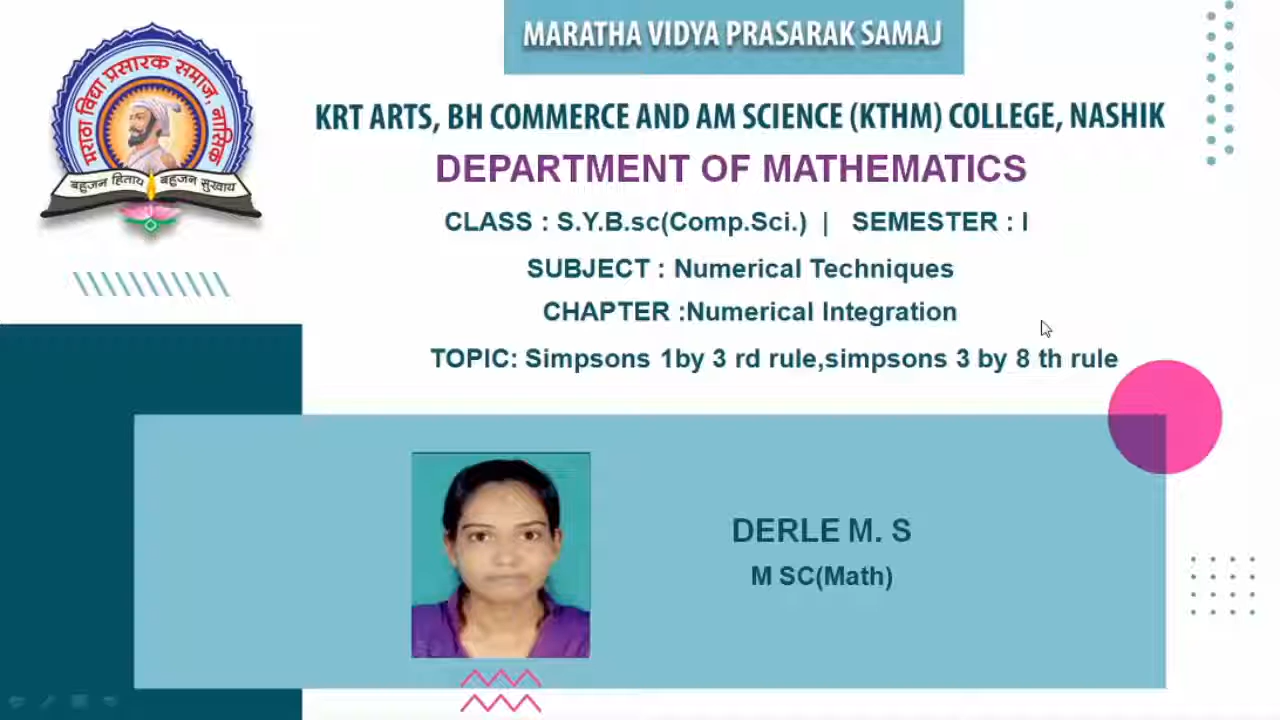 MARATHA VIDYA PRASARAK SAMAJ
मराठा विद्या प्रसारक समाज, नाशिक
बहुजन हिताय बहुजन सुखाय
KRT ARTS, BH COMMERCE AND AM SCIENCE (KTHM) COLLEGE, NASHIK
DEPARTMENT OF MATHEMATICS
CLASS : S.Y.B.sc(Comp.Sci.) | SEMESTER : I
SUBJECT : Numerical Techniques
CHAPTER :Numerical Integration
TOPIC: Simpsons 1by 3 rd rule,simpsons 3 by 8 th rule
DERLE M. S
M SC(Math)